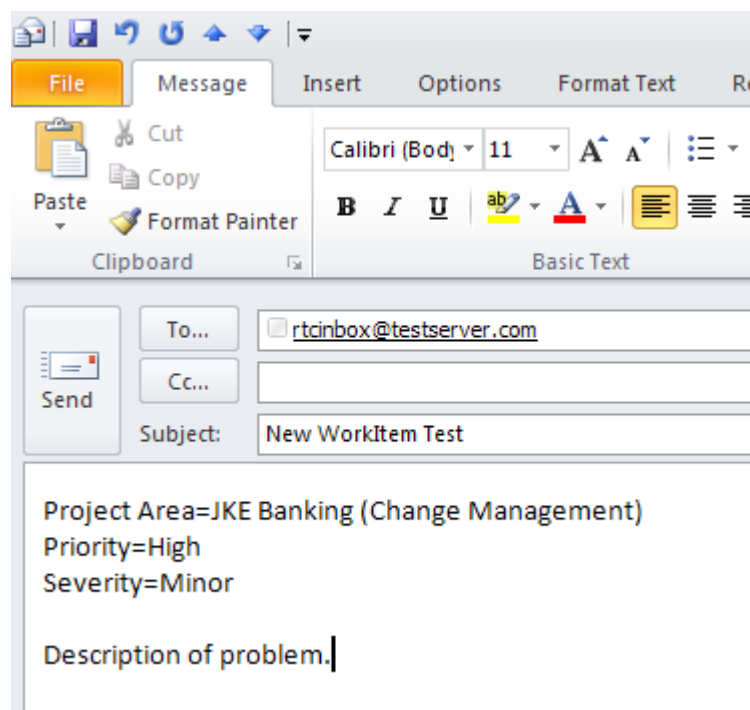 File Message Insert Options Format Text
Cut
Calibri (Body 11 A A
Copy
Paste
Format Painter
B I U ab A
Clipboard Basic Text
To... rtcinbox@testserver.com
Cc...
Send
Subject: New WorkItem Test
Project Area=JKE Banking (Change Management)
Priority=High
Severity=Minor
Description of problem.